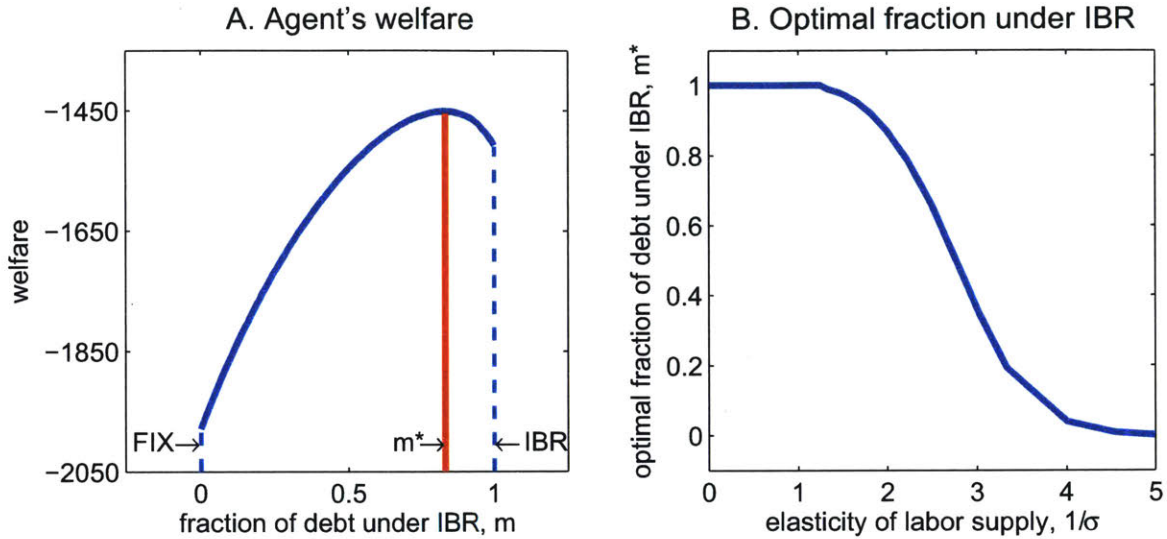 A. Agent's welfare
welfare
−1450
−1650
−1850
−2050
FIX→
m*→
←IBR
0
0.5
1
fraction of debt under IBR, m
B. Optimal fraction under IBR
optimal fraction of debt under IBR, m*
1
0.8
0.6
0.4
0.2
0
0
1
2
3
4
5
elasticity of labor supply, 1/σ